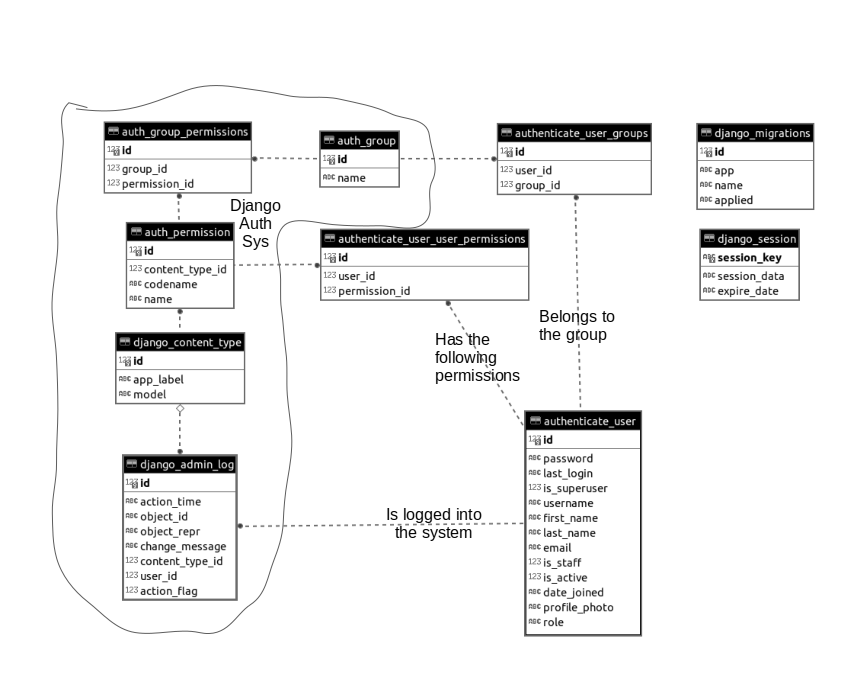 auth_group_permissions
123 id
123 group_id
123 permission_id
auth_group
123 id
ABC name
authenticate_user_groups
123 id
123 user_id
123 group_id
django_migrations
123 id
ABC app
ABC name
ABC applied
Django
Auth
Sys
auth_permission
123 id
123 content_type_id
ABC codename
ABC name
authenticate_user_user_permissions
123 id
123 user_id
123 permission_id
django_session
ABC session_key
ABC session_data
ABC expire_date
Belongs to
the group
Has the
following
permissions
django_content_type
123 id
ABC app_label
ABC model
authenticate_user
123 id
ABC password
ABC last_login
123 is_superuser
ABC username
ABC first_name
ABC last_name
ABC email
123 is_staff
123 is_active
ABC date_joined
ABC profile_photo
ABC role
django_admin_log
123 id
ABC action_time
ABC object_id
ABC object_repr
ABC change_message
123 content_type_id
123 user_id
123 action_flag
Is logged into
the system